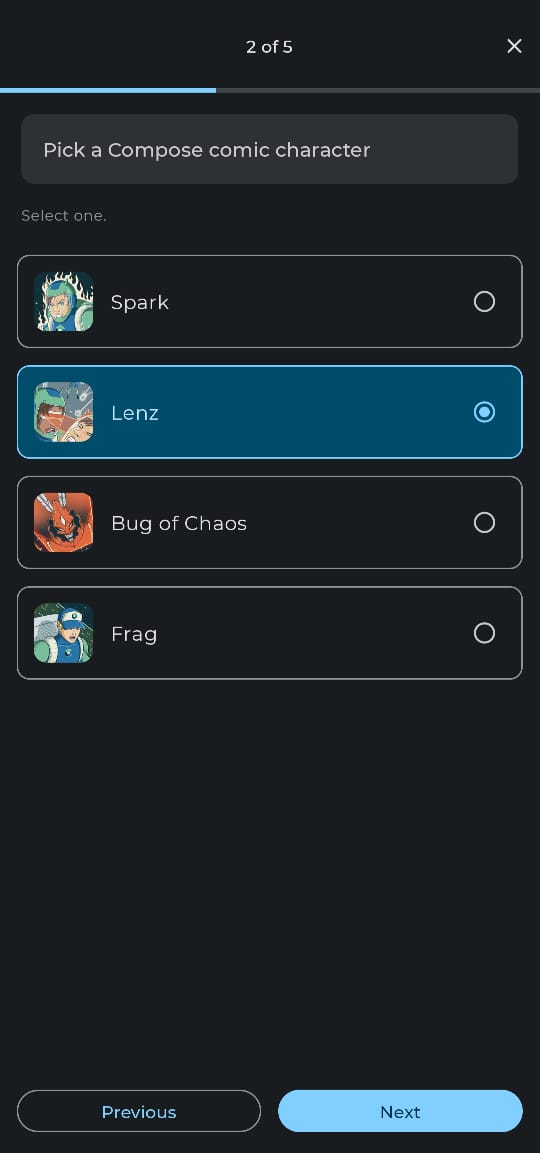 2 of 5
Pick a Compose comic character
Select one.
Spark
Lenz
Bug of Chaos
Frag
Previous
Next